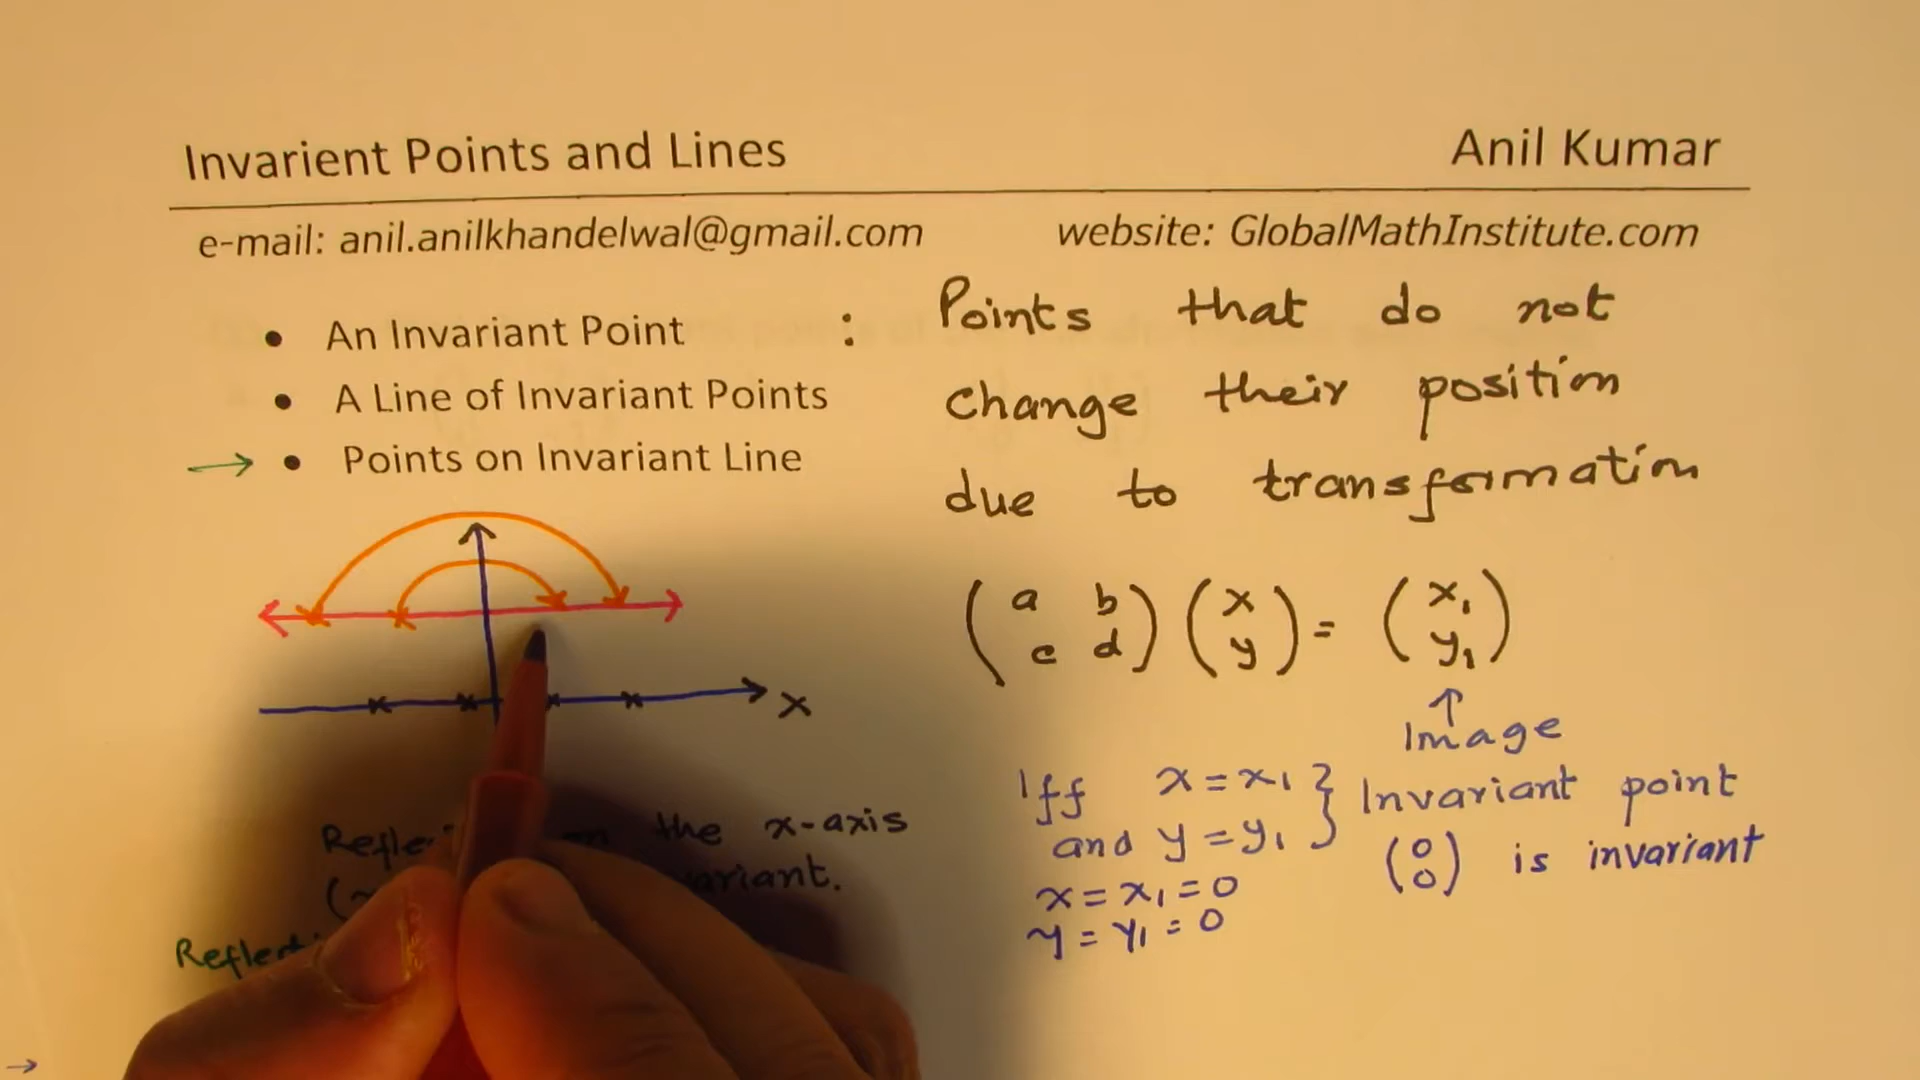 Invarient Points and Lines
Anil Kumar
e-mail: anil.anilkhandelwal@gmail.com
website: GlobalMathInstitute.com
• An Invariant Point :
• A Line of Invariant Points
→ • Points on Invariant Line
Points that do not
change their position
due to transformation
(a b c d) (x y) = (x₁ y₁)
↑
Image
Iff x = x₁ } Invariant point
and y = y₁
(0 0) is invariant
x = x₁ = 0
y = y₁ = 0
X
the x-axis